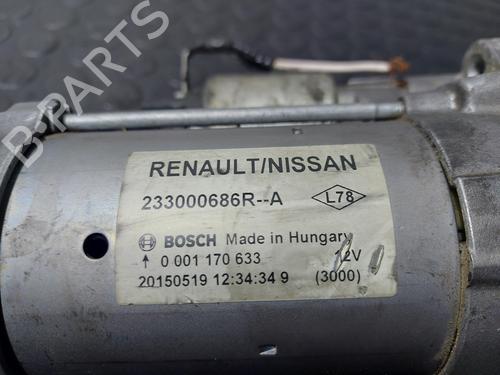 B-PARTS
RENAULT/NISSAN
233000686R--A L78
BOSCH Made in Hungary
0 001 170 633 12V
20150519 12:34:34 9 (3000)